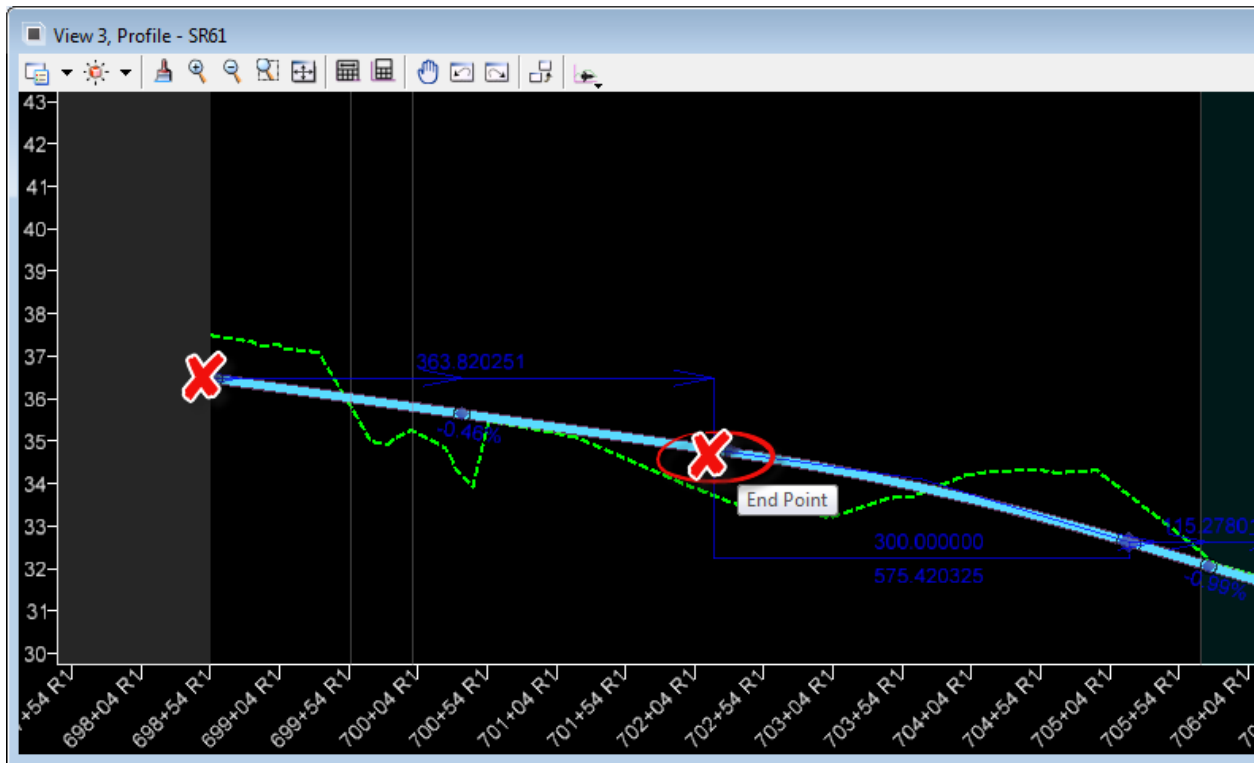 View 3, Profile - SR61
43
42
41
40
39
38
37
36
35
34
33
32
31
30
363.820251
-0.46%
End Point
300.000000
575.420325
115.2780
-0.99%
+54 R1
698+04 R1
698+54 R1
699+04 R1
699+54 R1
700+04 R1
700+54 R1
701+04 R1
701+54 R1
702+04 R1
702+54 R1
703+04 R1
703+54 R1
704+04 R1
704+54 R1
705+04 R1
705+54 R1
706+04 R1